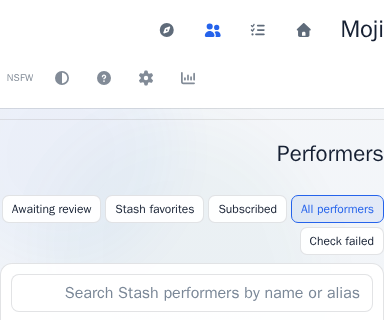 Moji
NSFW
Performers
All performers Subscribed Stash favorites Awaiting review
Check failed
Search Stash performers by name or alias